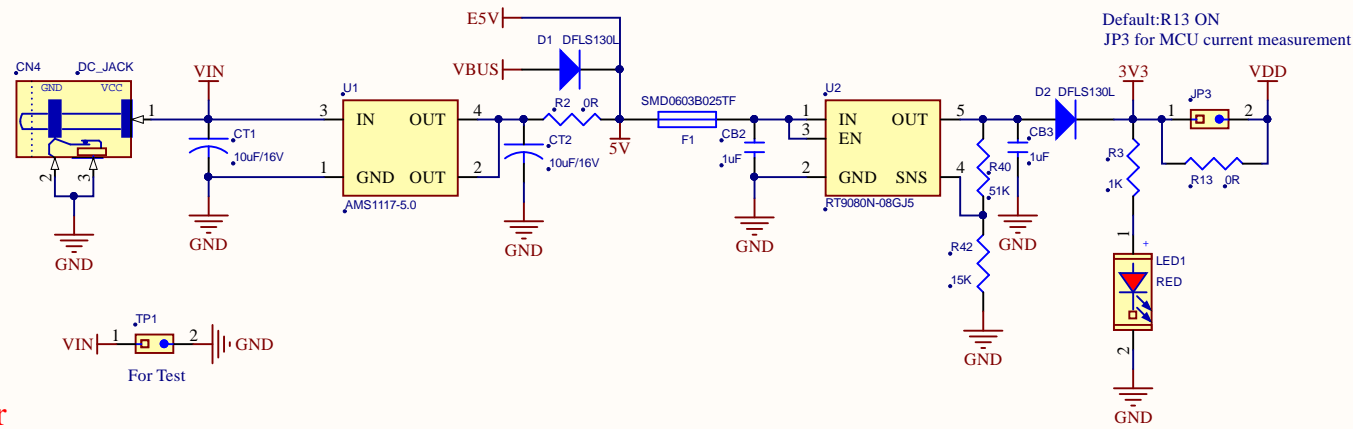 E5V
Default:R13 ON
JP3 for MCU current measurement
D1 DFLS130L
CN4 DC_JACK
VIN
VBUS
3V3
VDD
GND VCC
U1
R2 0R
SMD0603B025TF
U2
D2 DFLS130L
JP3
1
3 IN OUT 4
1 IN OUT 5
1 2
3 EN
CT1
10uF/16V
CT2
10uF/16V
5V
F1
CB2
1uF
CB3
1uF
R3
1K
R13 0R
2 3
1 GND OUT 2
2 GND SNS 4
R40
51K
AMS1117-5.0
RT9080N-08GJ5
GND
GND
GND
GND
GND
R42
15K
1
LED1
RED
+
2
GND
GND
TP1
VIN 1 2 GND
For Test
r